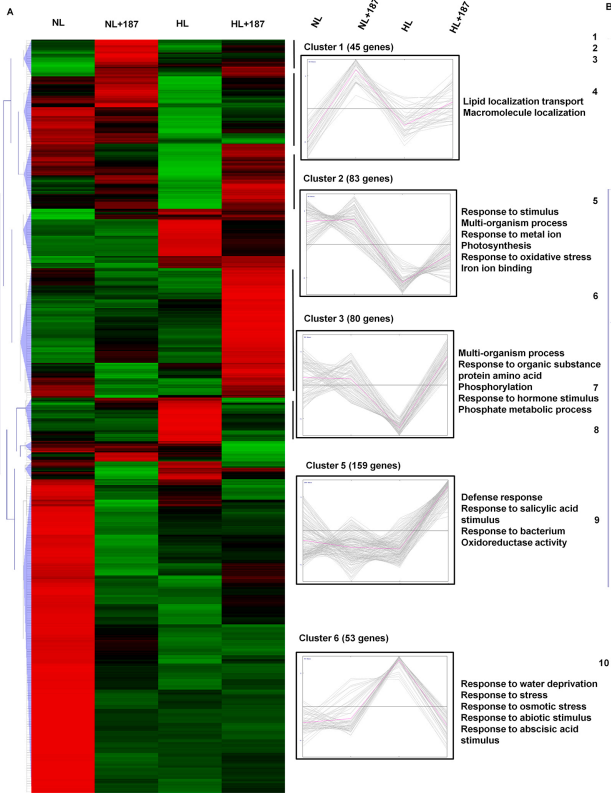 A
B
NL
NL+187
HL
HL+187
NL
NL+187
HL
HL+187
1
2
3
4
5
6
7
8
9
10
Cluster 1 (45 genes)
Lipid localization transport
Macromolecule localization
Cluster 2 (83 genes)
Response to stimulus
Multi-organism process
Response to metal ion
Photosynthesis
Response to oxidative stress
Iron ion binding
Cluster 3 (80 genes)
Multi-organism process
Response to organic substance
protein amino acid
Phosphorylation
Response to hormone stimulus
Phosphate metabolic process
Cluster 5 (159 genes)
Defense response
Response to salicylic acid
stimulus
Response to bacterium
Oxidoreductase activity
Cluster 6 (53 genes)
Response to water deprivation
Response to stress
Response to osmotic stress
Response to abiotic stimulus
Response to abscisic acid
stimulus